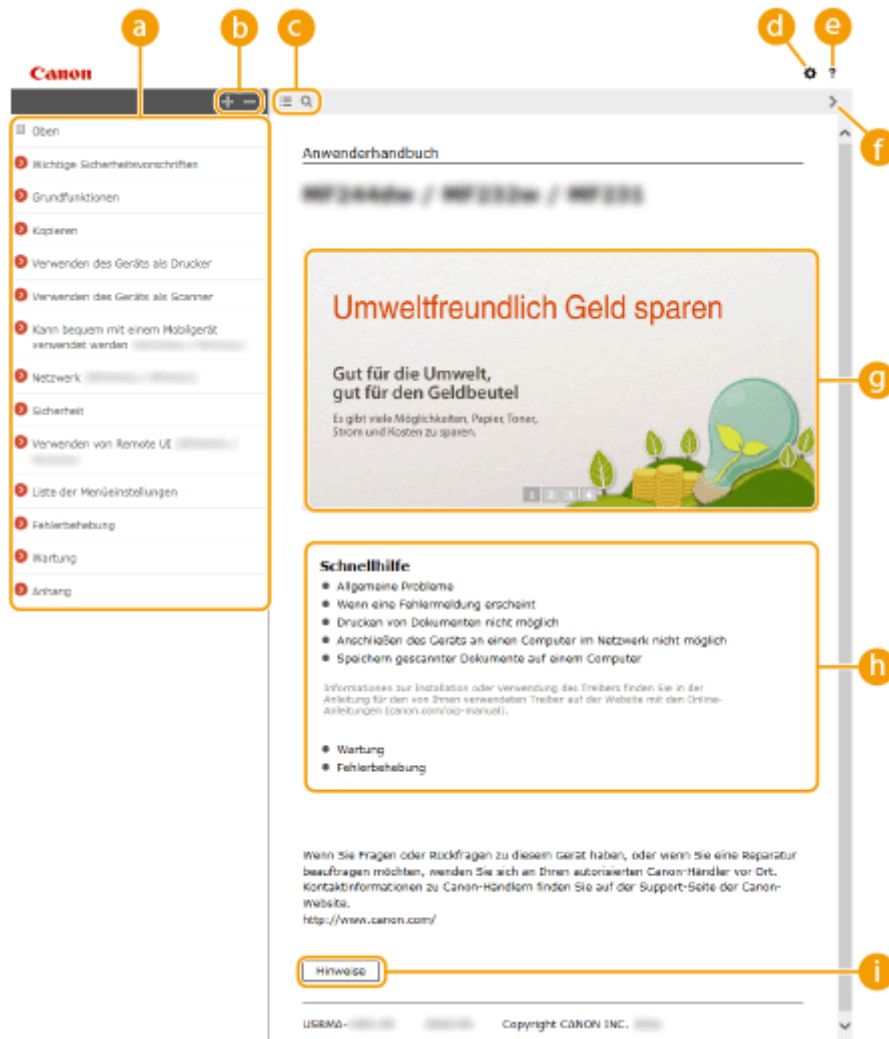 a
b
c
d
e
Canon
?
f
Oben
Wichtige Sicherheitsvorschriften
Grundfunktionen
Kopieren
Verwenden des Geräts als Drucker
Verwenden des Geräts als Scanner
Kann bequem mit einem Mobilgerät
verwendet werden
Netzwerk
Sicherheit
Verwenden von Remote UI
Liste der Menüeinstellungen
Fehlerbehebung
Wartung
Anhang
Anwenderhandbuch
MF244dw / MF232w / MF231
Umweltfreundlich Geld sparen
Gut für die Umwelt,
gut für den Geldbeutel
Es gibt viele Möglichkeiten, Papier, Toner,
Strom und Kosten zu sparen.
1 2 3 4
g
Schnellhilfe
Allgemeine Probleme
Wenn eine Fehlermeldung erscheint
Drucken von Dokumenten nicht möglich
Anschließen des Geräts an einen Computer im Netzwerk nicht möglich
Speichern gescannter Dokumente auf einem Computer
Informationen zur Installation oder Verwendung des Treibers finden Sie in der
Anleitung für den von Ihnen verwendeten Treiber auf der Website mit den Online-
Anleitungen (canon.com/oip-manual).
Wartung
Fehlerbehebung
h
Wenn Sie Fragen oder Rückfragen zu diesem Gerät haben, oder wenn Sie eine Reparatur
beauftragen möchten, wenden Sie sich an Ihren autorisierten Canon-Händler vor Ort.
Kontaktinformationen zu Canon-Händlern finden Sie auf der Support-Seite der Canon-
Website.
http://www.canon.com/
Hinweise
i
USRMA- Copyright CANON INC.